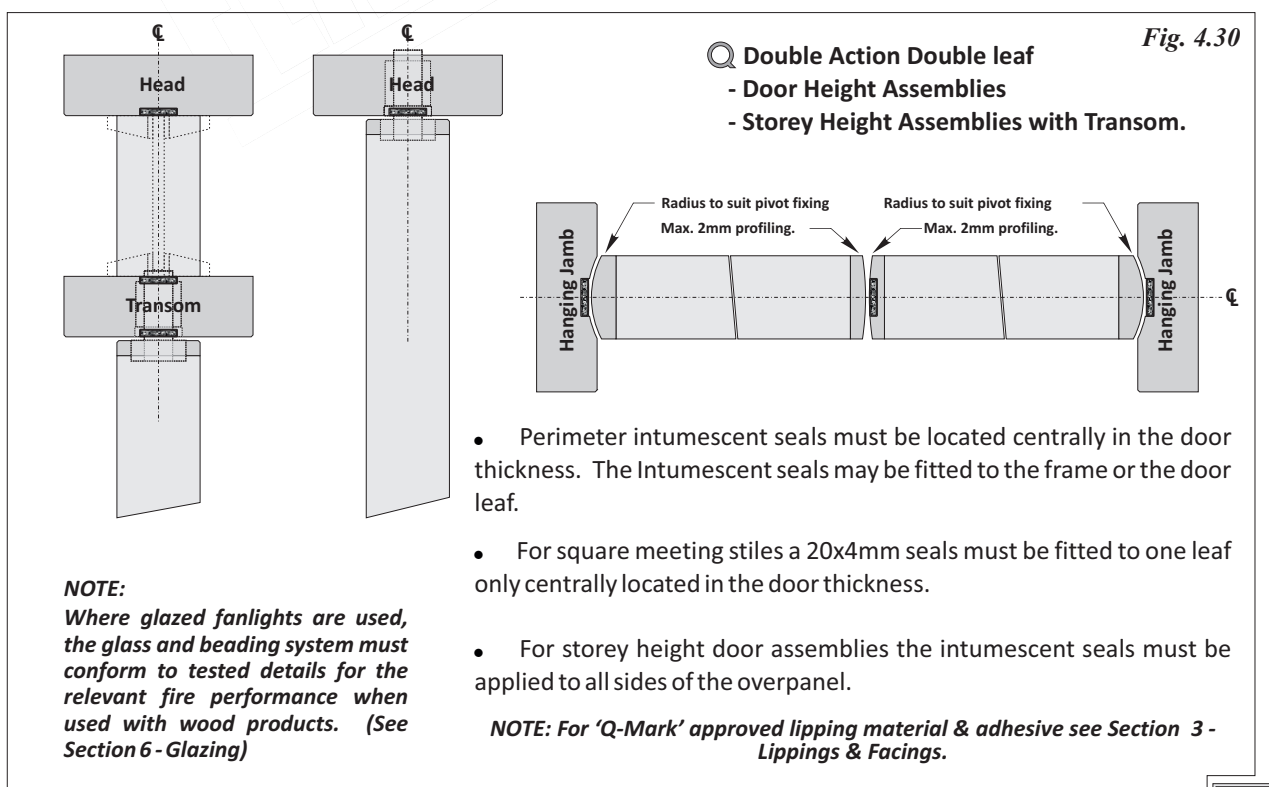 Fig. 4.30
Double Action Double leaf
- Door Height Assemblies
- Storey Height Assemblies with Transom.
℄
Head
Transom
℄
Head
Radius to suit pivot fixing
Max. 2mm profiling.
Radius to suit pivot fixing
Max. 2mm profiling.
Hanging Jamb
Hanging Jamb
℄
• Perimeter intumescent seals must be located centrally in the door
thickness. The Intumescent seals may be fitted to the frame or the door
leaf.
• For square meeting stiles a 20x4mm seals must be fitted to one leaf
only centrally located in the door thickness.
• For storey height door assemblies the intumescent seals must be
applied to all sides of the overpanel.
NOTE: For ‘Q-Mark’ approved lipping material & adhesive see Section 3 -
Lippings & Facings.
NOTE:
Where glazed fanlights are used,
the glass and beading system must
conform to tested details for the
relevant fire performance when
used with wood products. (See
Section 6 - Glazing)